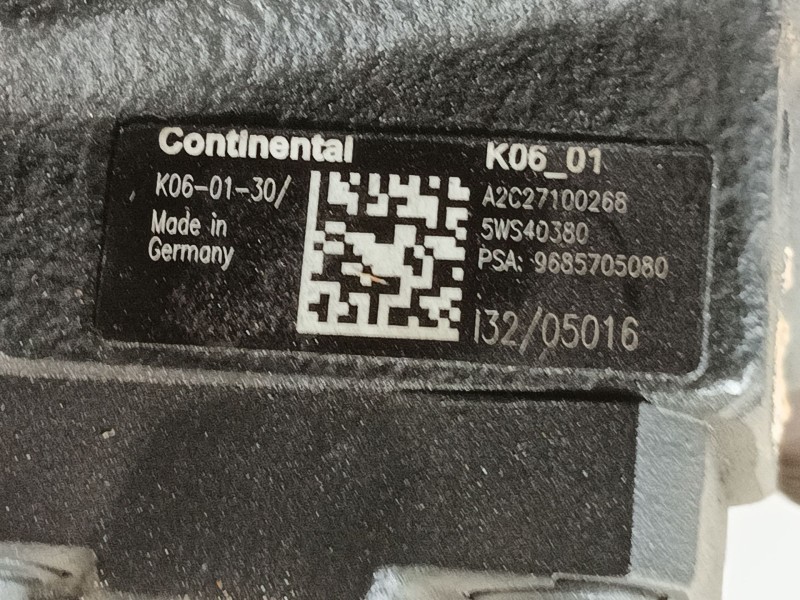 Continental
K06_01
K06-01-30/
A2C27100268
Made in
5WS40380
Germany
PSA: 9685705080
i32/05016